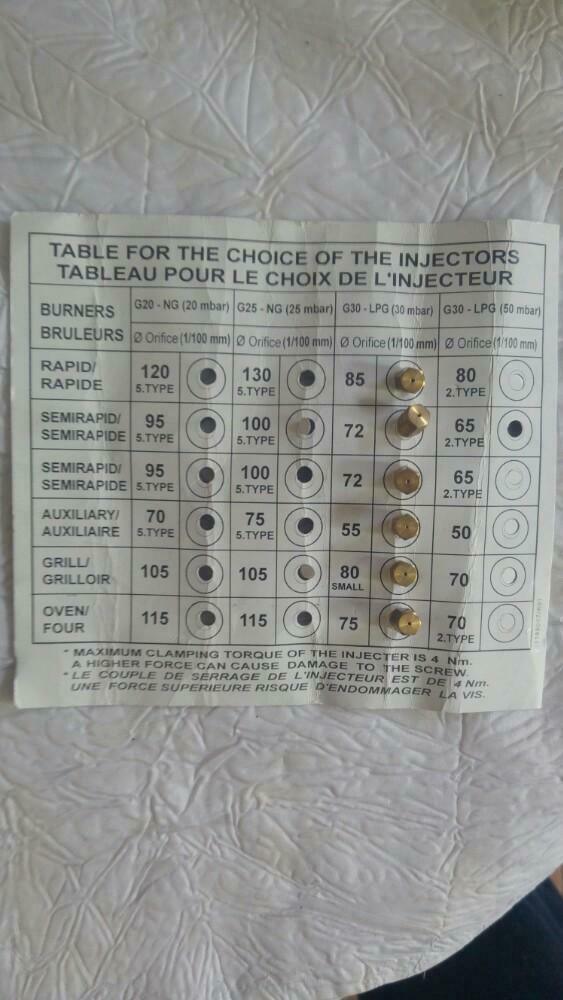 TABLE FOR THE CHOICE OF THE INJECTORS
TABLEAU POUR LE CHOIX DE L'INJECTEUR
BURNERS
BRULEURS
G20 - NG (20 mbar) G25 - NG (25 mbar) G30 - LPG (30 mbar) G30 - LPG (50 mbar)
Ø Orifice (1/100 mm) Ø Orifice (1/100 mm) Ø Orifice (1/100 mm) Ø Orifice (1/100 mm)
RAPID/ 120 130 85 80
RAPIDE 5.TYPE 5.TYPE 2.TYPE
SEMIRAPID/ 95 100 72 65
SEMIRAPIDE 5.TYPE 5.TYPE 2.TYPE
SEMIRAPID/ 95 100 72 65
SEMIRAPIDE 5.TYPE 5.TYPE 2.TYPE
AUXILIARY/ 70 75 55 50
AUXILIAIRE 5.TYPE 5.TYPE
GRILL/ 105 105 80 70
GRILLOIR SMALL
OVEN/ 115 115 75 70
FOUR 2.TYPE
* MAXIMUM CLAMPING TORQUE OF THE INJECTER IS 4 Nm.
A HIGHER FORCE CAN CAUSE DAMAGE TO THE SCREW.
* LE COUPLE DE SERRAGE DE L'INJECTEUR EST DE 4 Nm.
UNE FORCE SUPERIEURE RISQUE D'ENDOMMAGER LA VIS.